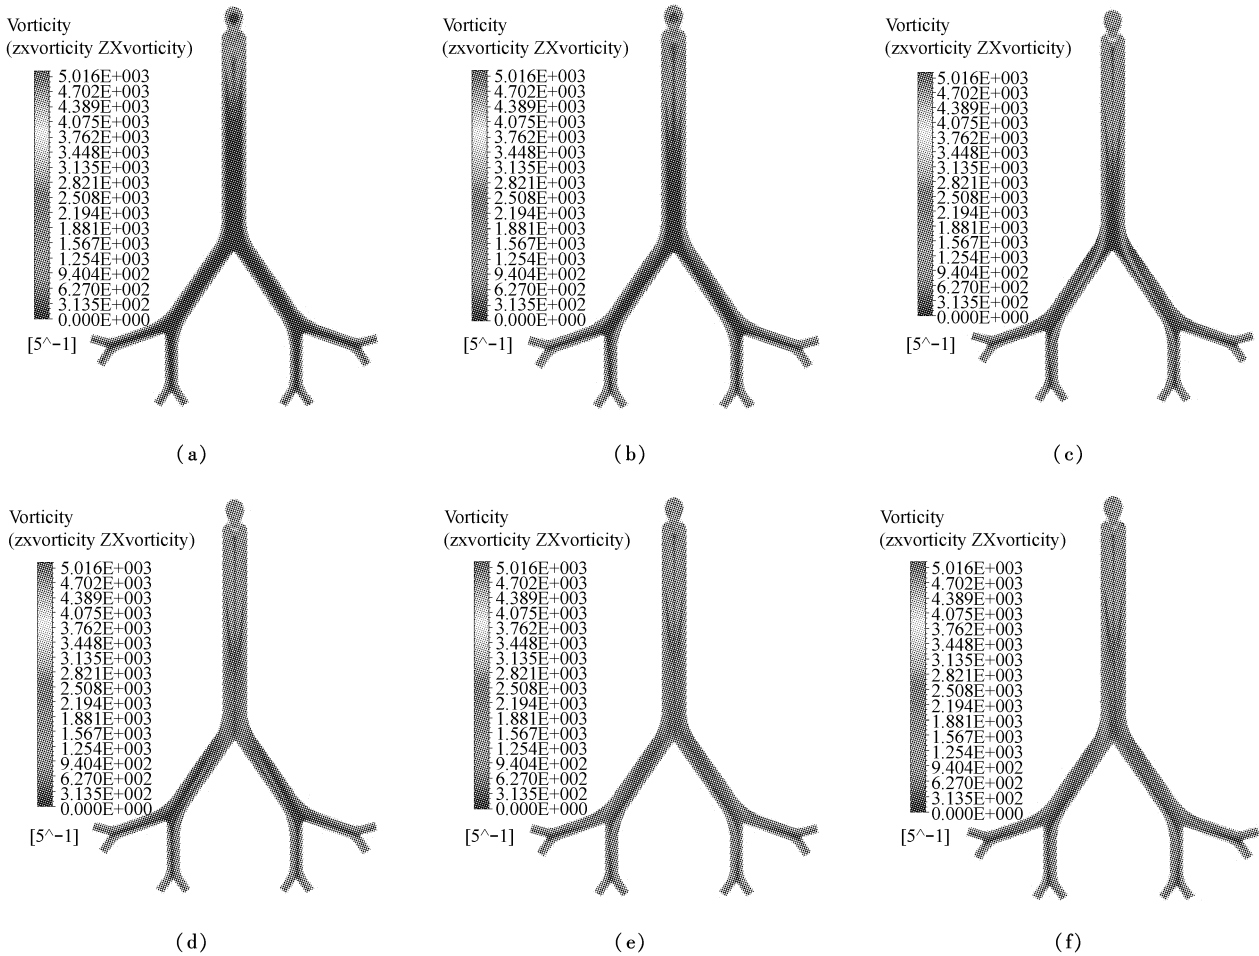 Vorticity
(zxvorticity ZXvorticity)
5.016E+003
4.702E+003
4.389E+003
4.075E+003
3.762E+003
3.448E+003
3.135E+003
2.821E+003
2.508E+003
2.194E+003
1.881E+003
1.567E+003
1.254E+003
9.404E+002
6.270E+002
3.135E+002
0.000E+000
[5^-1]
(a)
Vorticity
(zxvorticity ZXvorticity)
5.016E+003
4.702E+003
4.389E+003
4.075E+003
3.762E+003
3.448E+003
3.135E+003
2.821E+003
2.508E+003
2.194E+003
1.881E+003
1.567E+003
1.254E+003
9.404E+002
6.270E+002
3.135E+002
0.000E+000
[5^-1]
(b)
Vorticity
(zxvorticity ZXvorticity)
5.016E+003
4.702E+003
4.389E+003
4.075E+003
3.762E+003
3.448E+003
3.135E+003
2.821E+003
2.508E+003
2.194E+003
1.881E+003
1.567E+003
1.254E+003
9.404E+002
6.270E+002
3.135E+002
0.000E+000
[5^-1]
(c)
Vorticity
(zxvorticity ZXvorticity)
5.016E+003
4.702E+003
4.389E+003
4.075E+003
3.762E+003
3.448E+003
3.135E+003
2.821E+003
2.508E+003
2.194E+003
1.881E+003
1.567E+003
1.254E+003
9.404E+002
6.270E+002
3.135E+002
0.000E+000
[5^-1]
(d)
Vorticity
(zxvorticity ZXvorticity)
5.016E+003
4.702E+003
4.389E+003
4.075E+003
3.762E+003
3.448E+003
3.135E+003
2.821E+003
2.508E+003
2.194E+003
1.881E+003
1.567E+003
1.254E+003
9.404E+002
6.270E+002
3.135E+002
0.000E+000
[5^-1]
(e)
Vorticity
(zxvorticity ZXvorticity)
5.016E+003
4.702E+003
4.389E+003
4.075E+003
3.762E+003
3.448E+003
3.135E+003
2.821E+003
2.508E+003
2.194E+003
1.881E+003
1.567E+003
1.254E+003
9.404E+002
6.270E+002
3.135E+002
0.000E+000
[5^-1]
(f)